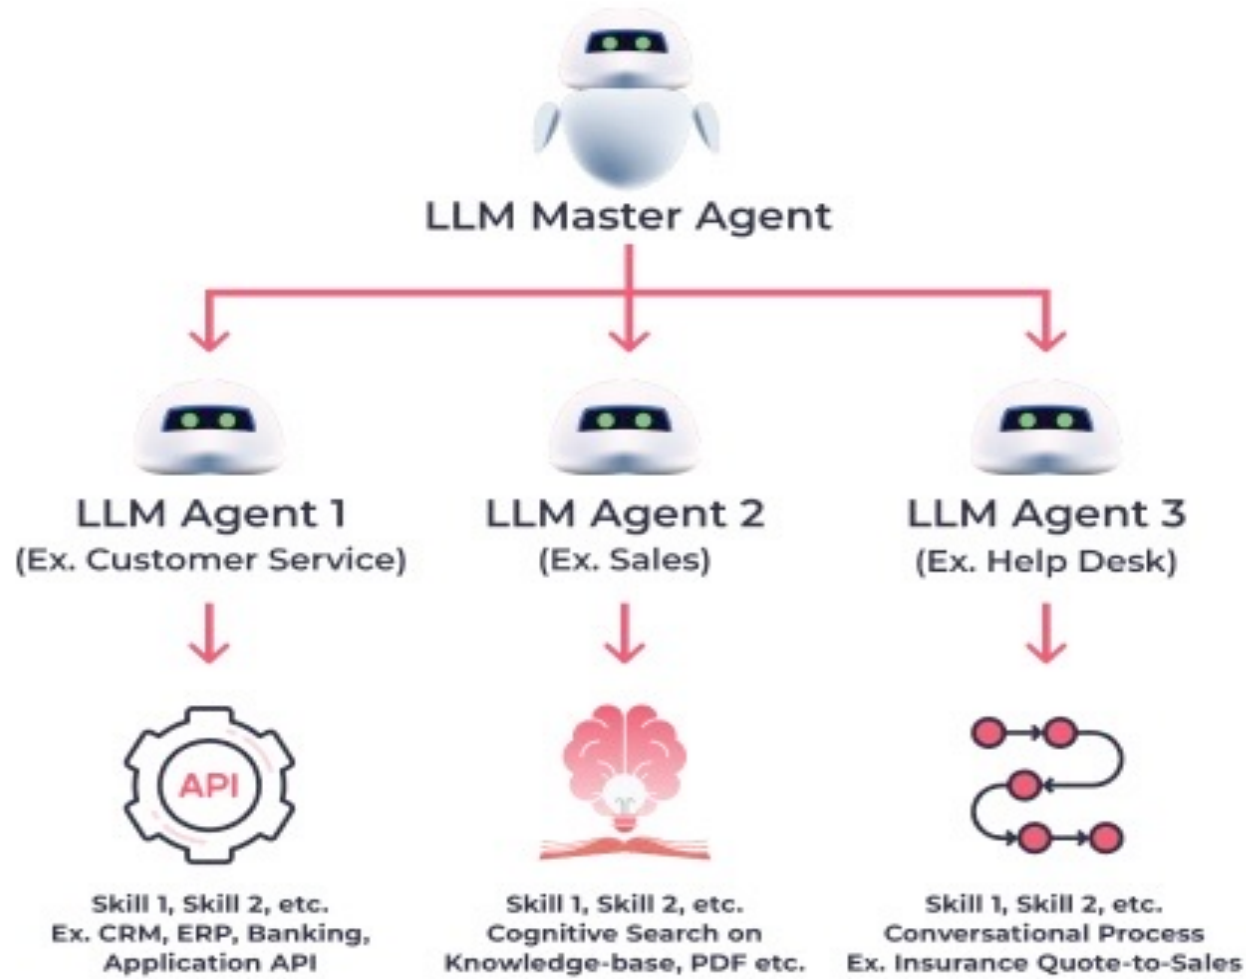 LLM Master Agent
LLM Agent 1
(Ex. Customer Service)
LLM Agent 2
(Ex. Sales)
LLM Agent 3
(Ex. Help Desk)
API
Skill 1, Skill 2, etc.
Ex. CRM, ERP, Banking,
Application API
Skill 1, Skill 2, etc.
Cognitive Search on
Knowledge-base, PDF etc.
Skill 1, Skill 2, etc.
Conversational Process
Ex. Insurance Quote-to-Sales